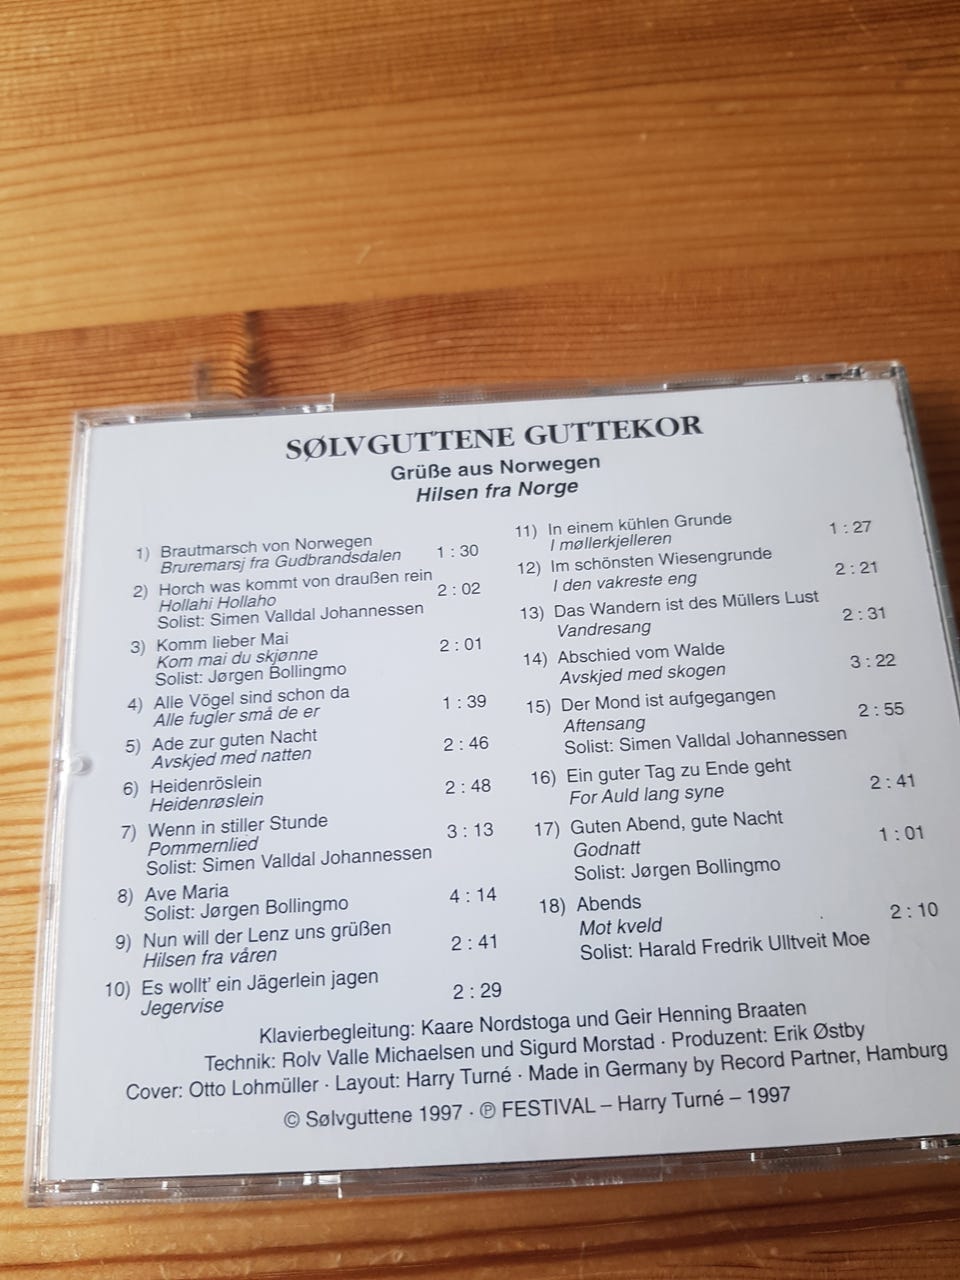 SØLVGUTTENE GUTTEKOR
Grüße aus Norwegen
Hilsen fra Norge
1) Brautmarsch von Norwegen
Bruremarsj fra Gudbrandsdalen 1 : 30
2) Horch was kommt von draußen rein
Hollahi Hollaho 2 : 02
Solist: Simen Valldal Johannessen
3) Komm lieber Mai
Kom mai du skjønne 2 : 01
Solist: Jørgen Bollingmo
4) Alle Vögel sind schon da 1 : 39
Alle fugler små de er
5) Ade zur guten Nacht 2 : 46
Avskjed med natten
6) Heidenröslein 2 : 48
Heidenrøslein
7) Wenn in stiller Stunde 3 : 13
Pommernlied
Solist: Simen Valldal Johannessen
8) Ave Maria 4 : 14
Solist: Jørgen Bollingmo
9) Nun will der Lenz uns grüßen 2 : 41
Hilsen fra våren
10) Es wollt' ein Jägerlein jagen 2 : 29
Jegervise
11) In einem kühlen Grunde 1 : 27
I møllerkjelleren
12) Im schönsten Wiesengrunde 2 : 21
I den vakreste eng
13) Das Wandern ist des Müllers Lust 2 : 31
Vandresang
14) Abschied vom Walde 3 : 22
Avskjed med skogen
15) Der Mond ist aufgegangen 2 : 55
Aftensang
Solist: Simen Valldal Johannessen
16) Ein guter Tag zu Ende geht 2 : 41
For Auld lang syne
17) Guten Abend, gute Nacht 1 : 01
Godnatt
Solist: Jørgen Bollingmo
18) Abends 2 : 10
Mot kveld
Solist: Harald Fredrik Ulltveit Moe
Klavierbegleitung: Kaare Nordstoga und Geir Henning Braaten
Technik: Rolv Valle Michaelsen und Sigurd Morstad · Produzent: Erik Østby
Cover: Otto Lohmüller · Layout: Harry Turné · Made in Germany by Record Partner, Hamburg
© Sølvguttene 1997 · ℗ FESTIVAL – Harry Turné – 1997